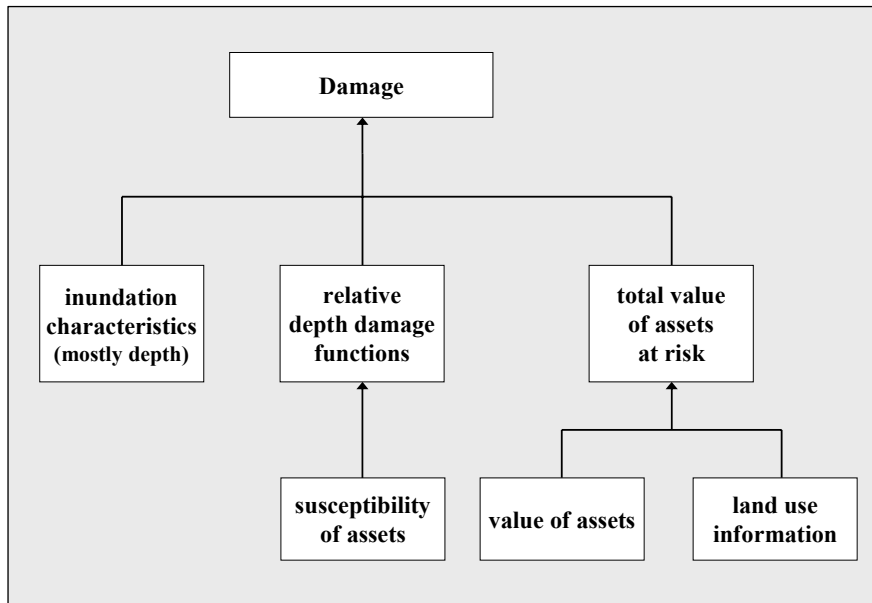 Damage
inundation
characteristics
(mostly depth)
relative
depth damage
functions
total value
of assets
at risk
susceptibility
of assets
value of assets
land use
information